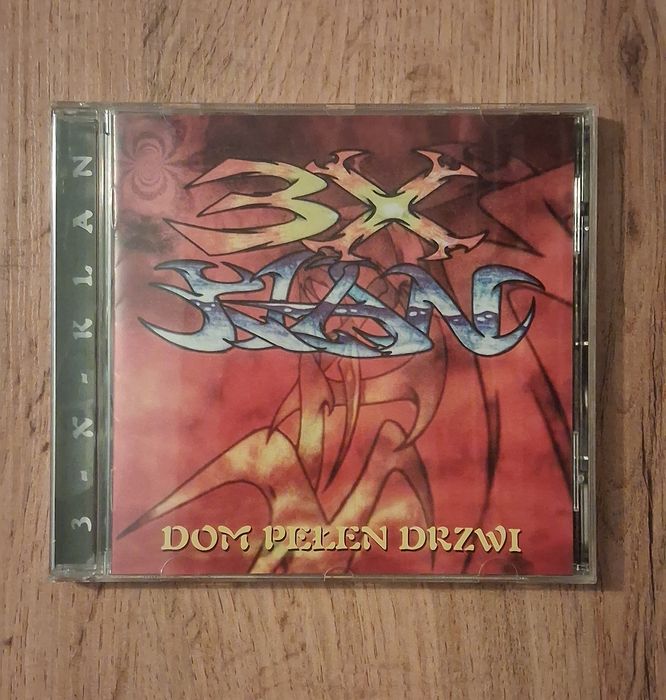 3-X-KLAN
3X
KLAN
DOM PEŁEN DRZWI